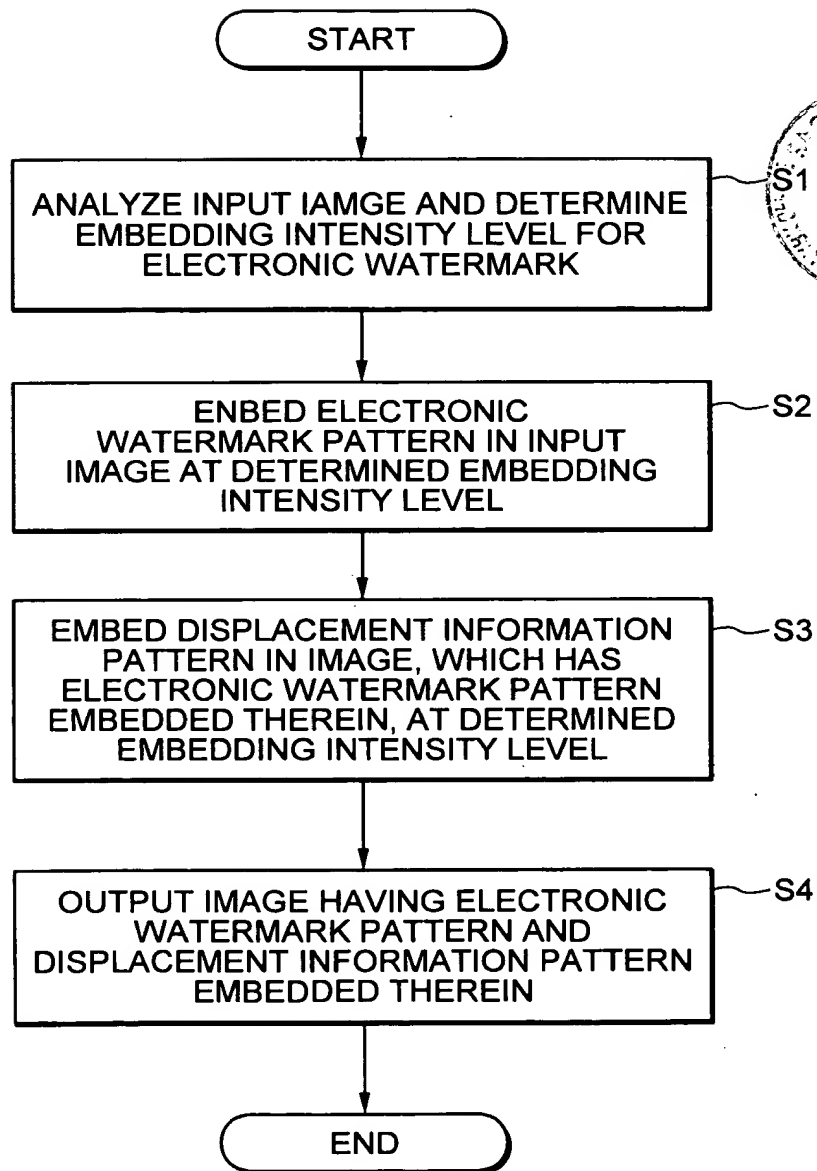 START
ANALYZE INPUT IAMGE AND DETERMINE
EMBEDDING INTENSITY LEVEL FOR
ELECTRONIC WATERMARK
S1
ENBED ELECTRONIC
WATERMARK PATTERN IN INPUT
IMAGE AT DETERMINED EMBEDDING
INTENSITY LEVEL
S2
EMBED DISPLACEMENT INFORMATION
PATTERN IN IMAGE, WHICH HAS
ELECTRONIC WATERMARK PATTERN
EMBEDDED THEREIN, AT DETERMINED
EMBEDDING INTENSITY LEVEL
S3
OUTPUT IMAGE HAVING ELECTRONIC
WATERMARK PATTERN AND
DISPLACEMENT INFORMATION PATTERN
EMBEDDED THEREIN
S4
END